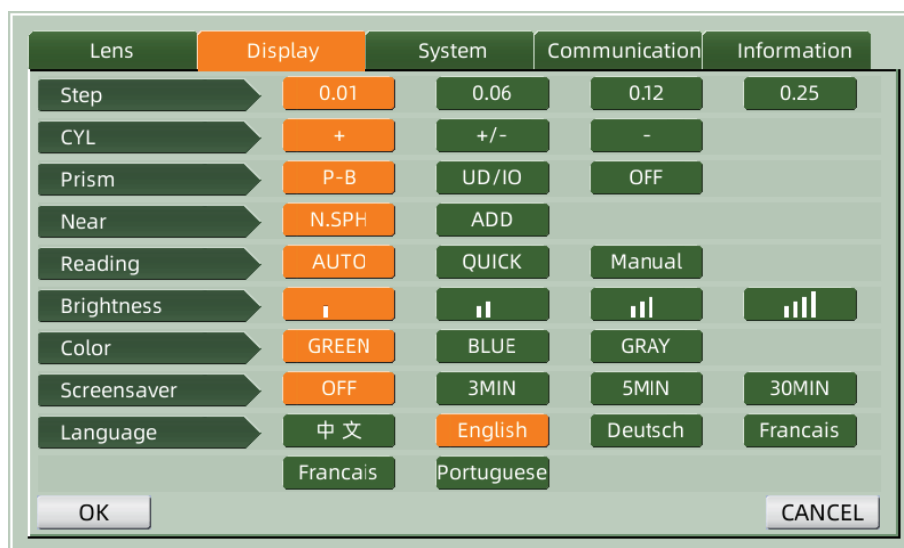 Lens Display System Communication Information
Step 0.01 0.06 0.12 0.25
CYL + +/- -
Prism P-B UD/IO OFF
Near N.SPH ADD
Reading AUTO QUICK Manual
Brightness
Color GREEN BLUE GRAY
Screensaver OFF 3MIN 5MIN 30MIN
Language 中文 English Deutsch Francais
Francais Portuguese
OK CANCEL